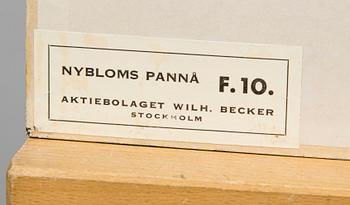 NYBLOMS PANNÅ F.10.
AKTIEBOLAGET WILH. BECKER
STOCKHOLM